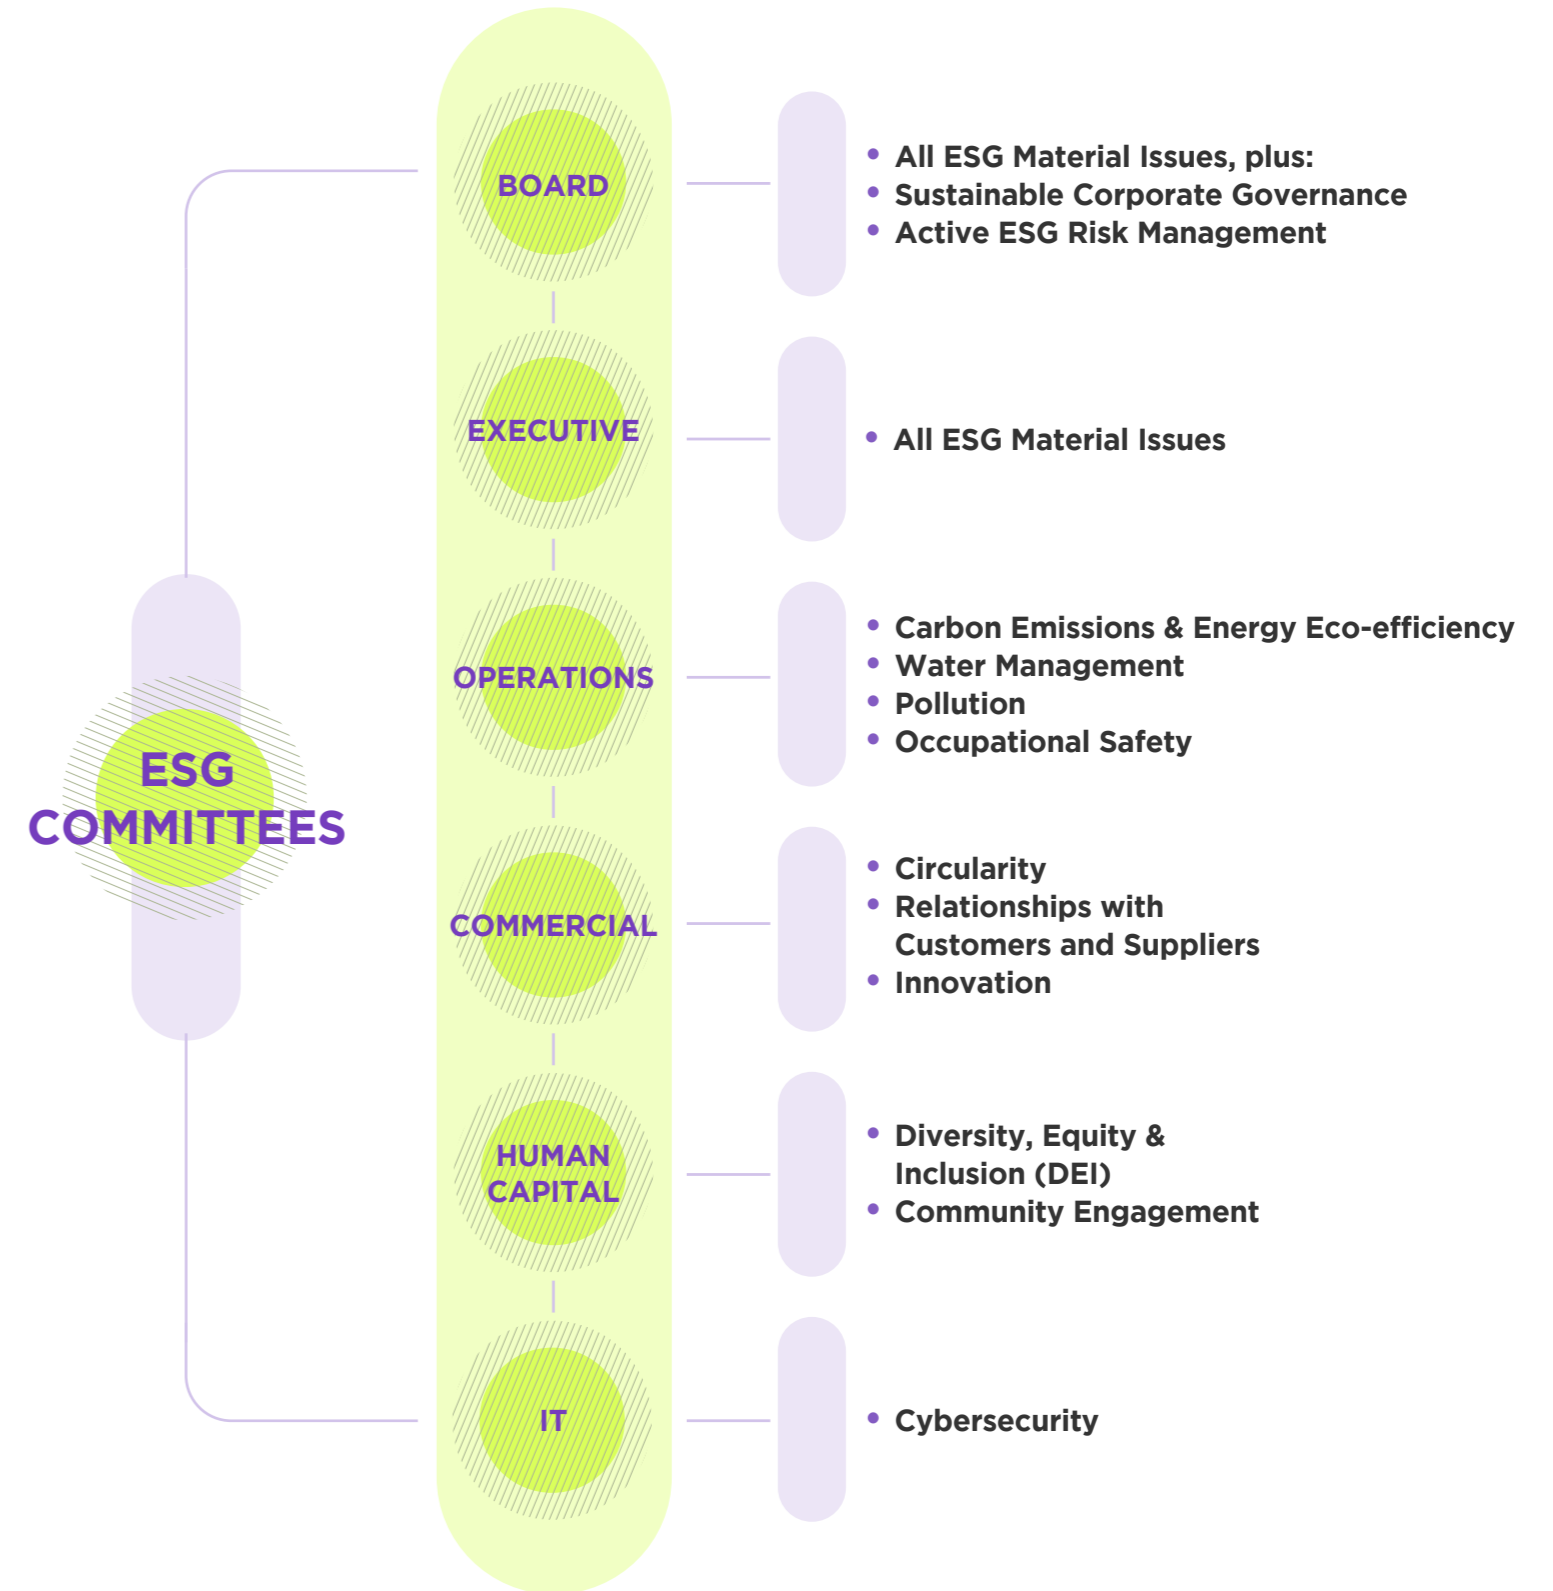 ESG
COMMITTEES
BOARD
• All ESG Material Issues, plus:
• Sustainable Corporate Governance
• Active ESG Risk Management
EXECUTIVE
• All ESG Material Issues
OPERATIONS
• Carbon Emissions & Energy Eco-efficiency
• Water Management
• Pollution
• Occupational Safety
COMMERCIAL
• Circularity
• Relationships with
Customers and Suppliers
• Innovation
HUMAN
CAPITAL
• Diversity, Equity &
Inclusion (DEI)
• Community Engagement
IT
• Cybersecurity